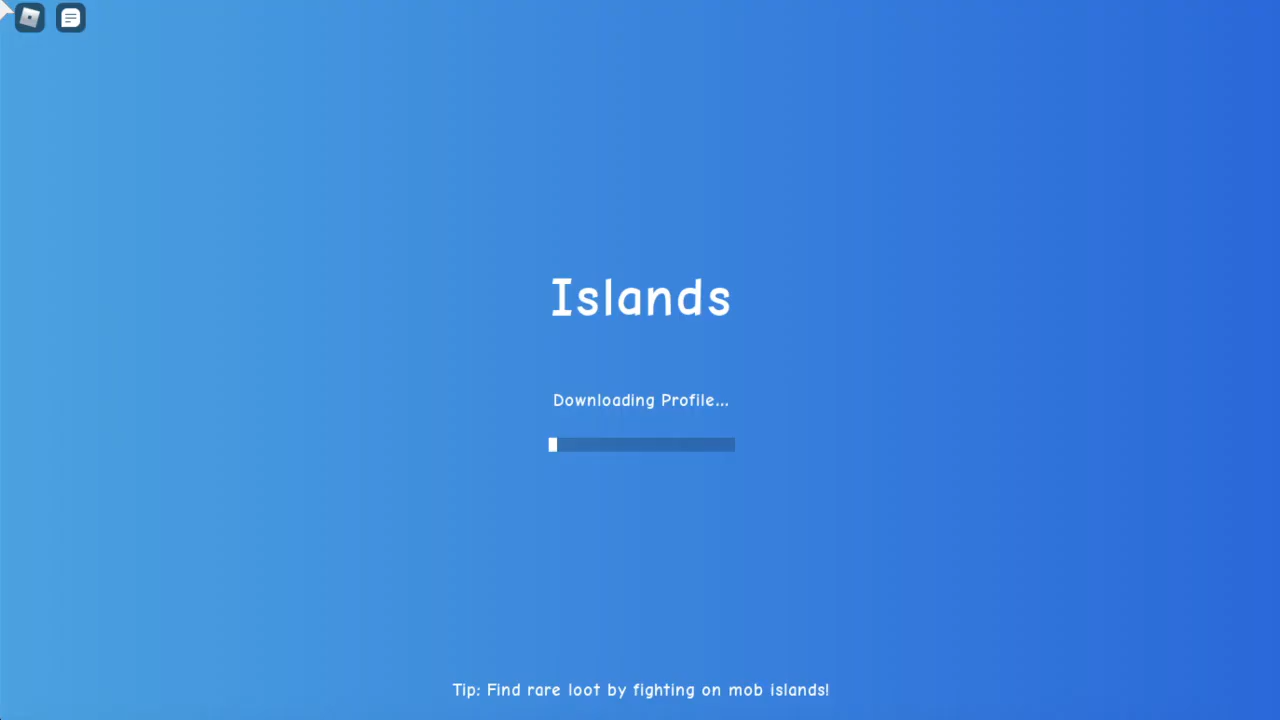 Islands
Downloading Profile...
Tip: Find rare loot by fighting on mob islands!